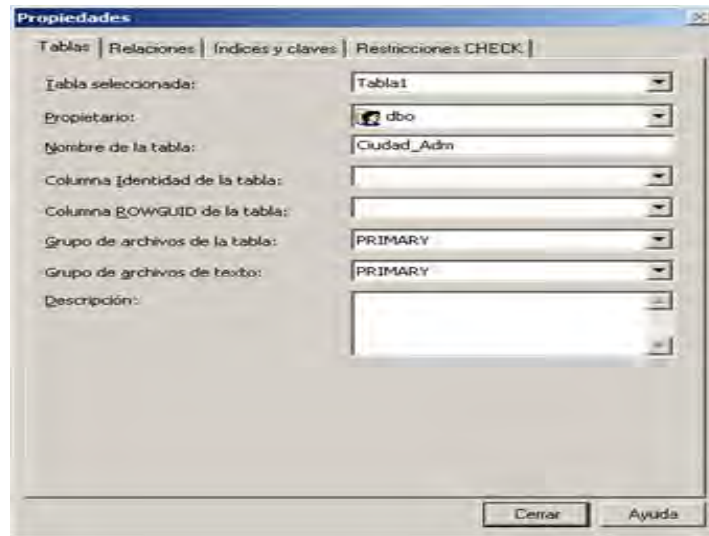 Propiedades
Tablas Relaciones Índices y claves Restricciones CHECK
Tabla seleccionada: Tabla1
Propietario: dbo
Nombre de la tabla: Ciudad_Adm
Columna Identidad de la tabla:
Columna ROWGUID de la tabla:
Grupo de archivos de la tabla: PRIMARY
Grupo de archivos de texto: PRIMARY
Descripción:
Cerrar Ayuda